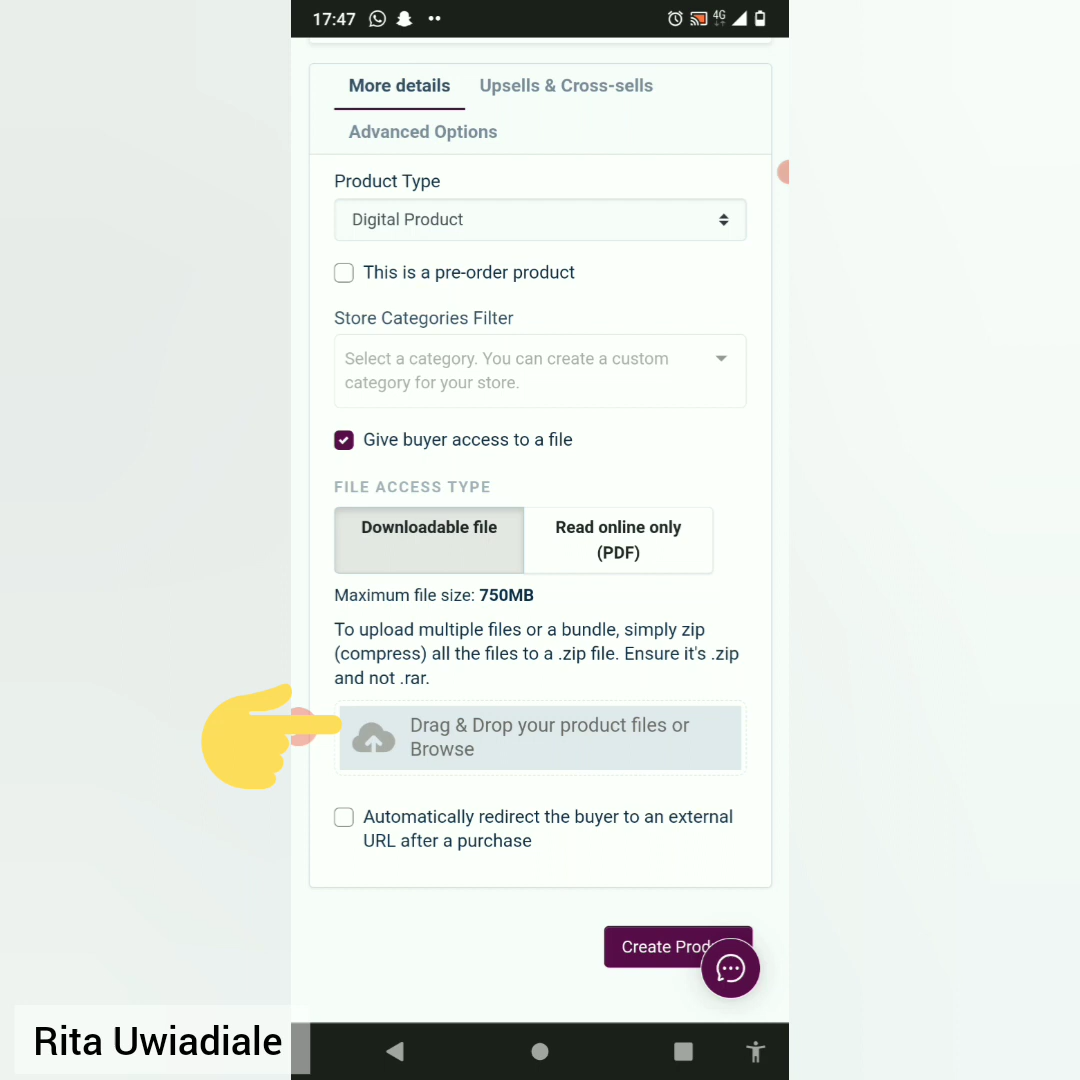 17:47
4G
More details
Upsells & Cross-sells
Advanced Options
Product Type
Digital Product
This is a pre-order product
Store Categories Filter
Select a category. You can create a custom
category for your store.
Give buyer access to a file
FILE ACCESS TYPE
Downloadable file
Read online only
(PDF)
Maximum file size: 750MB
To upload multiple files or a bundle, simply zip
(compress) all the files to a .zip file. Ensure it's .zip
and not .rar.
Drag & Drop your product files or
Browse
Automatically redirect the buyer to an external
URL after a purchase
Create
Rita Uwiadiale